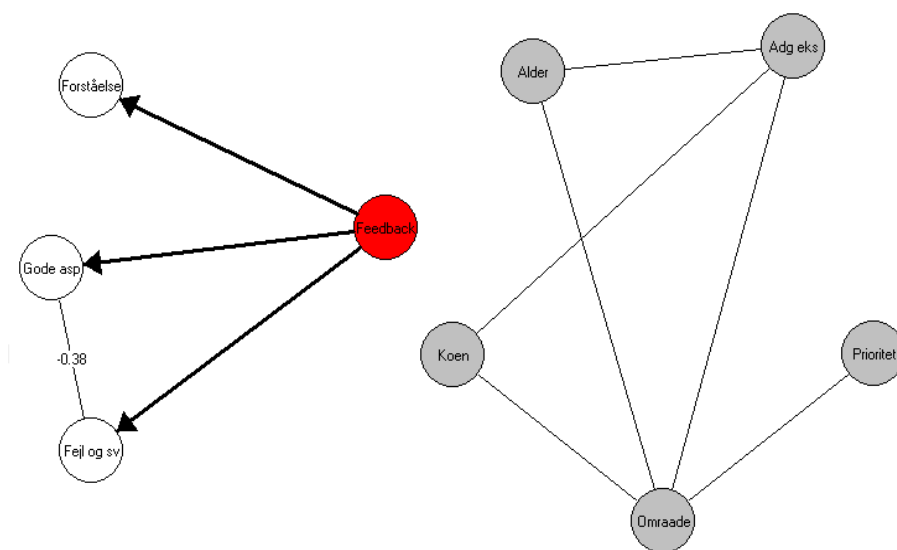 Forståelse
Adg eks
Alder
Feedback
Gode asp
-0.38
Koen
Prioritet
Fejl og sv
Omraade